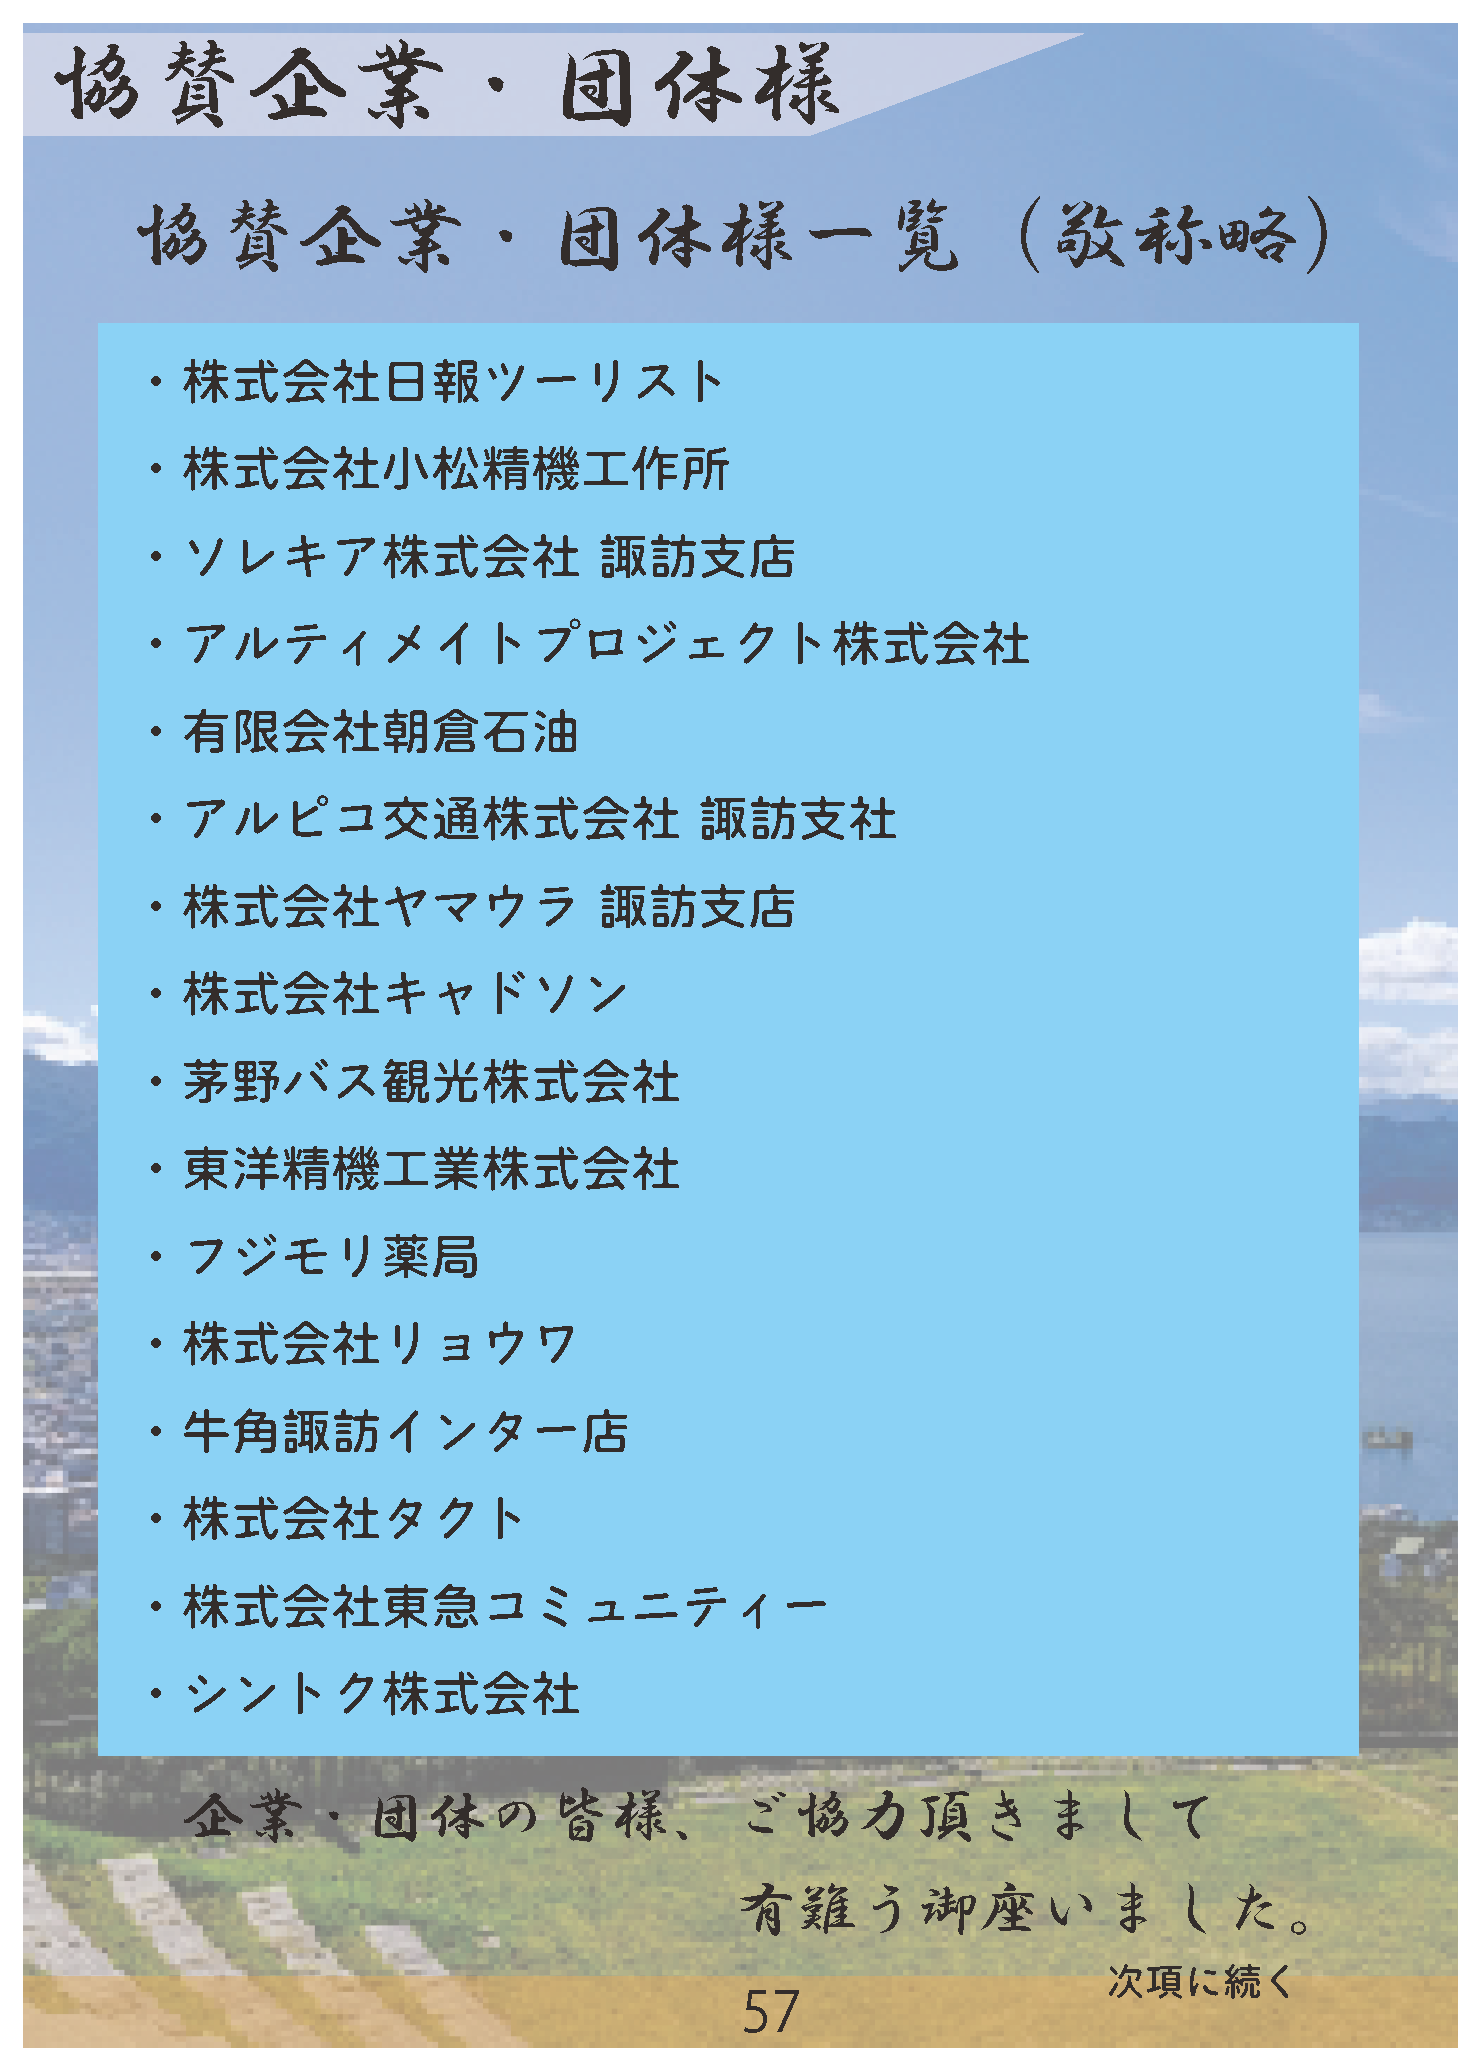 協賛企業・団体様
協賛企業・団体様一覧（敬称略）
・株式会社日報ツーリスト
・株式会社小松精機工作所
・ソレキア株式会社 諏訪支店
・アルティメイトプロジェクト株式会社
・有限会社朝倉石油
・アルピコ交通株式会社 諏訪支社
・株式会社ヤマウラ 諏訪支店
・株式会社キャドソン
・茅野バス観光株式会社
・東洋精機工業株式会社
・フジモリ薬局
・株式会社リョウワ
・牛角諏訪インター店
・株式会社タクト
・株式会社東急コミュニティー
・シントク株式会社
企業・団体の皆様、ご協力頂きまして
有難う御座いました。
次項に続く
57